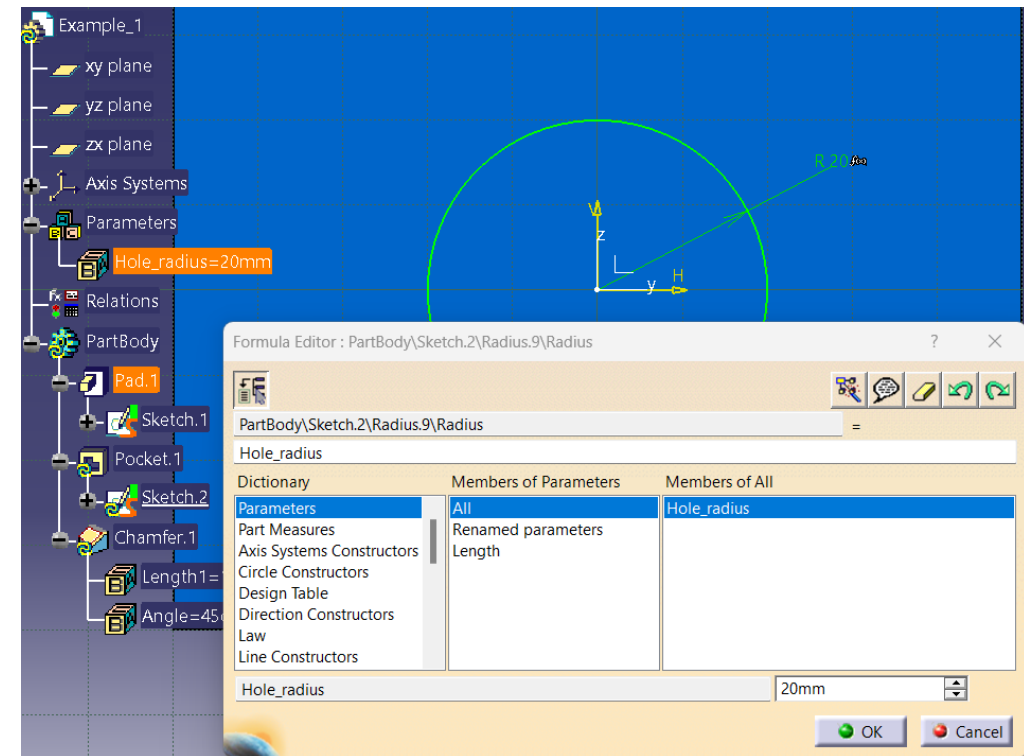 Example_1
xy plane
yz plane
zx plane
Axis Systems
Parameters
Hole_radius=20mm
Relations
PartBody
Pad.1
Sketch.1
Pocket.1
Sketch.2
Chamfer.1
Length1=
Angle=45
R 20
f(x)
V
z
H
y
Formula Editor : PartBody\Sketch.2\Radius.9\Radius
?
PartBody\Sketch.2\Radius.9\Radius =
Hole_radius
Dictionary Members of Parameters Members of All
Parameters All Hole_radius
Part Measures Renamed parameters
Axis Systems Constructors Length
Circle Constructors
Design Table
Direction Constructors
Law
Line Constructors
Hole_radius 20mm
OK Cancel